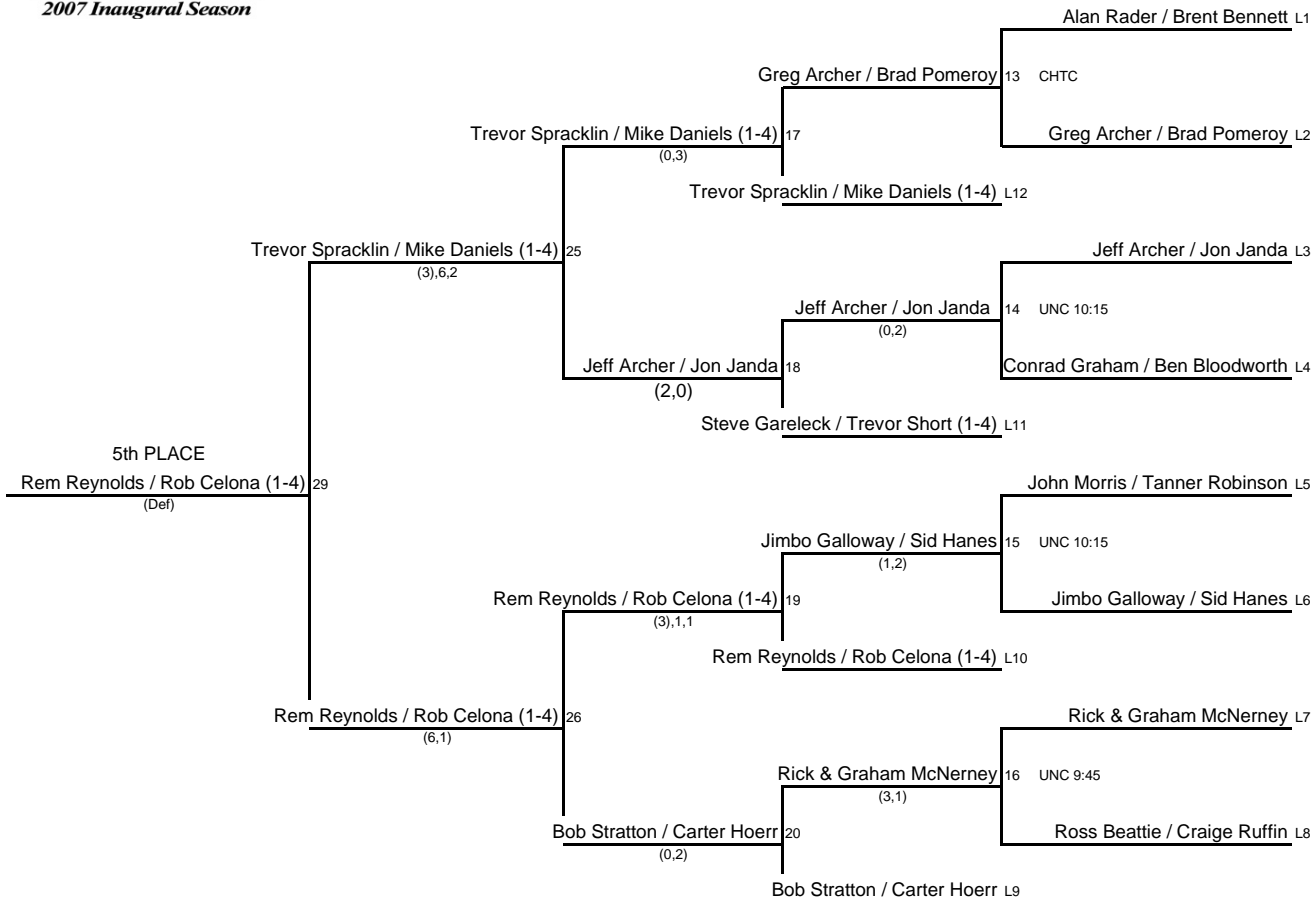 2007 Inaugural Season
Alan Rader / Brent Bennett L1
Greg Archer / Brad Pomeroy 13 CHTC
Trevor Spracklin / Mike Daniels (1-4) 17
(0,3)
Greg Archer / Brad Pomeroy L2
Trevor Spracklin / Mike Daniels (1-4) L12
Trevor Spracklin / Mike Daniels (1-4) 25
(3),6,2
Jeff Archer / Jon Janda L3
Jeff Archer / Jon Janda 14 UNC 10:15
(0,2)
Jeff Archer / Jon Janda 18
(2,0)
Conrad Graham / Ben Bloodworth L4
Steve Gareleck / Trevor Short (1-4) L11
5th PLACE
Rem Reynolds / Rob Celona (1-4) 29
(Def)
John Morris / Tanner Robinson L5
Jimbo Galloway / Sid Hanes 15 UNC 10:15
(1,2)
Rem Reynolds / Rob Celona (1-4) 19
(3),1,1
Jimbo Galloway / Sid Hanes L6
Rem Reynolds / Rob Celona (1-4) L10
Rem Reynolds / Rob Celona (1-4) 26
(6,1)
Rick & Graham McNerney L7
Rick & Graham McNerney 16 UNC 9:45
(3,1)
Bob Stratton / Carter Hoerr 20
(0,2)
Ross Beattie / Craige Ruffin L8
Bob Stratton / Carter Hoerr L9